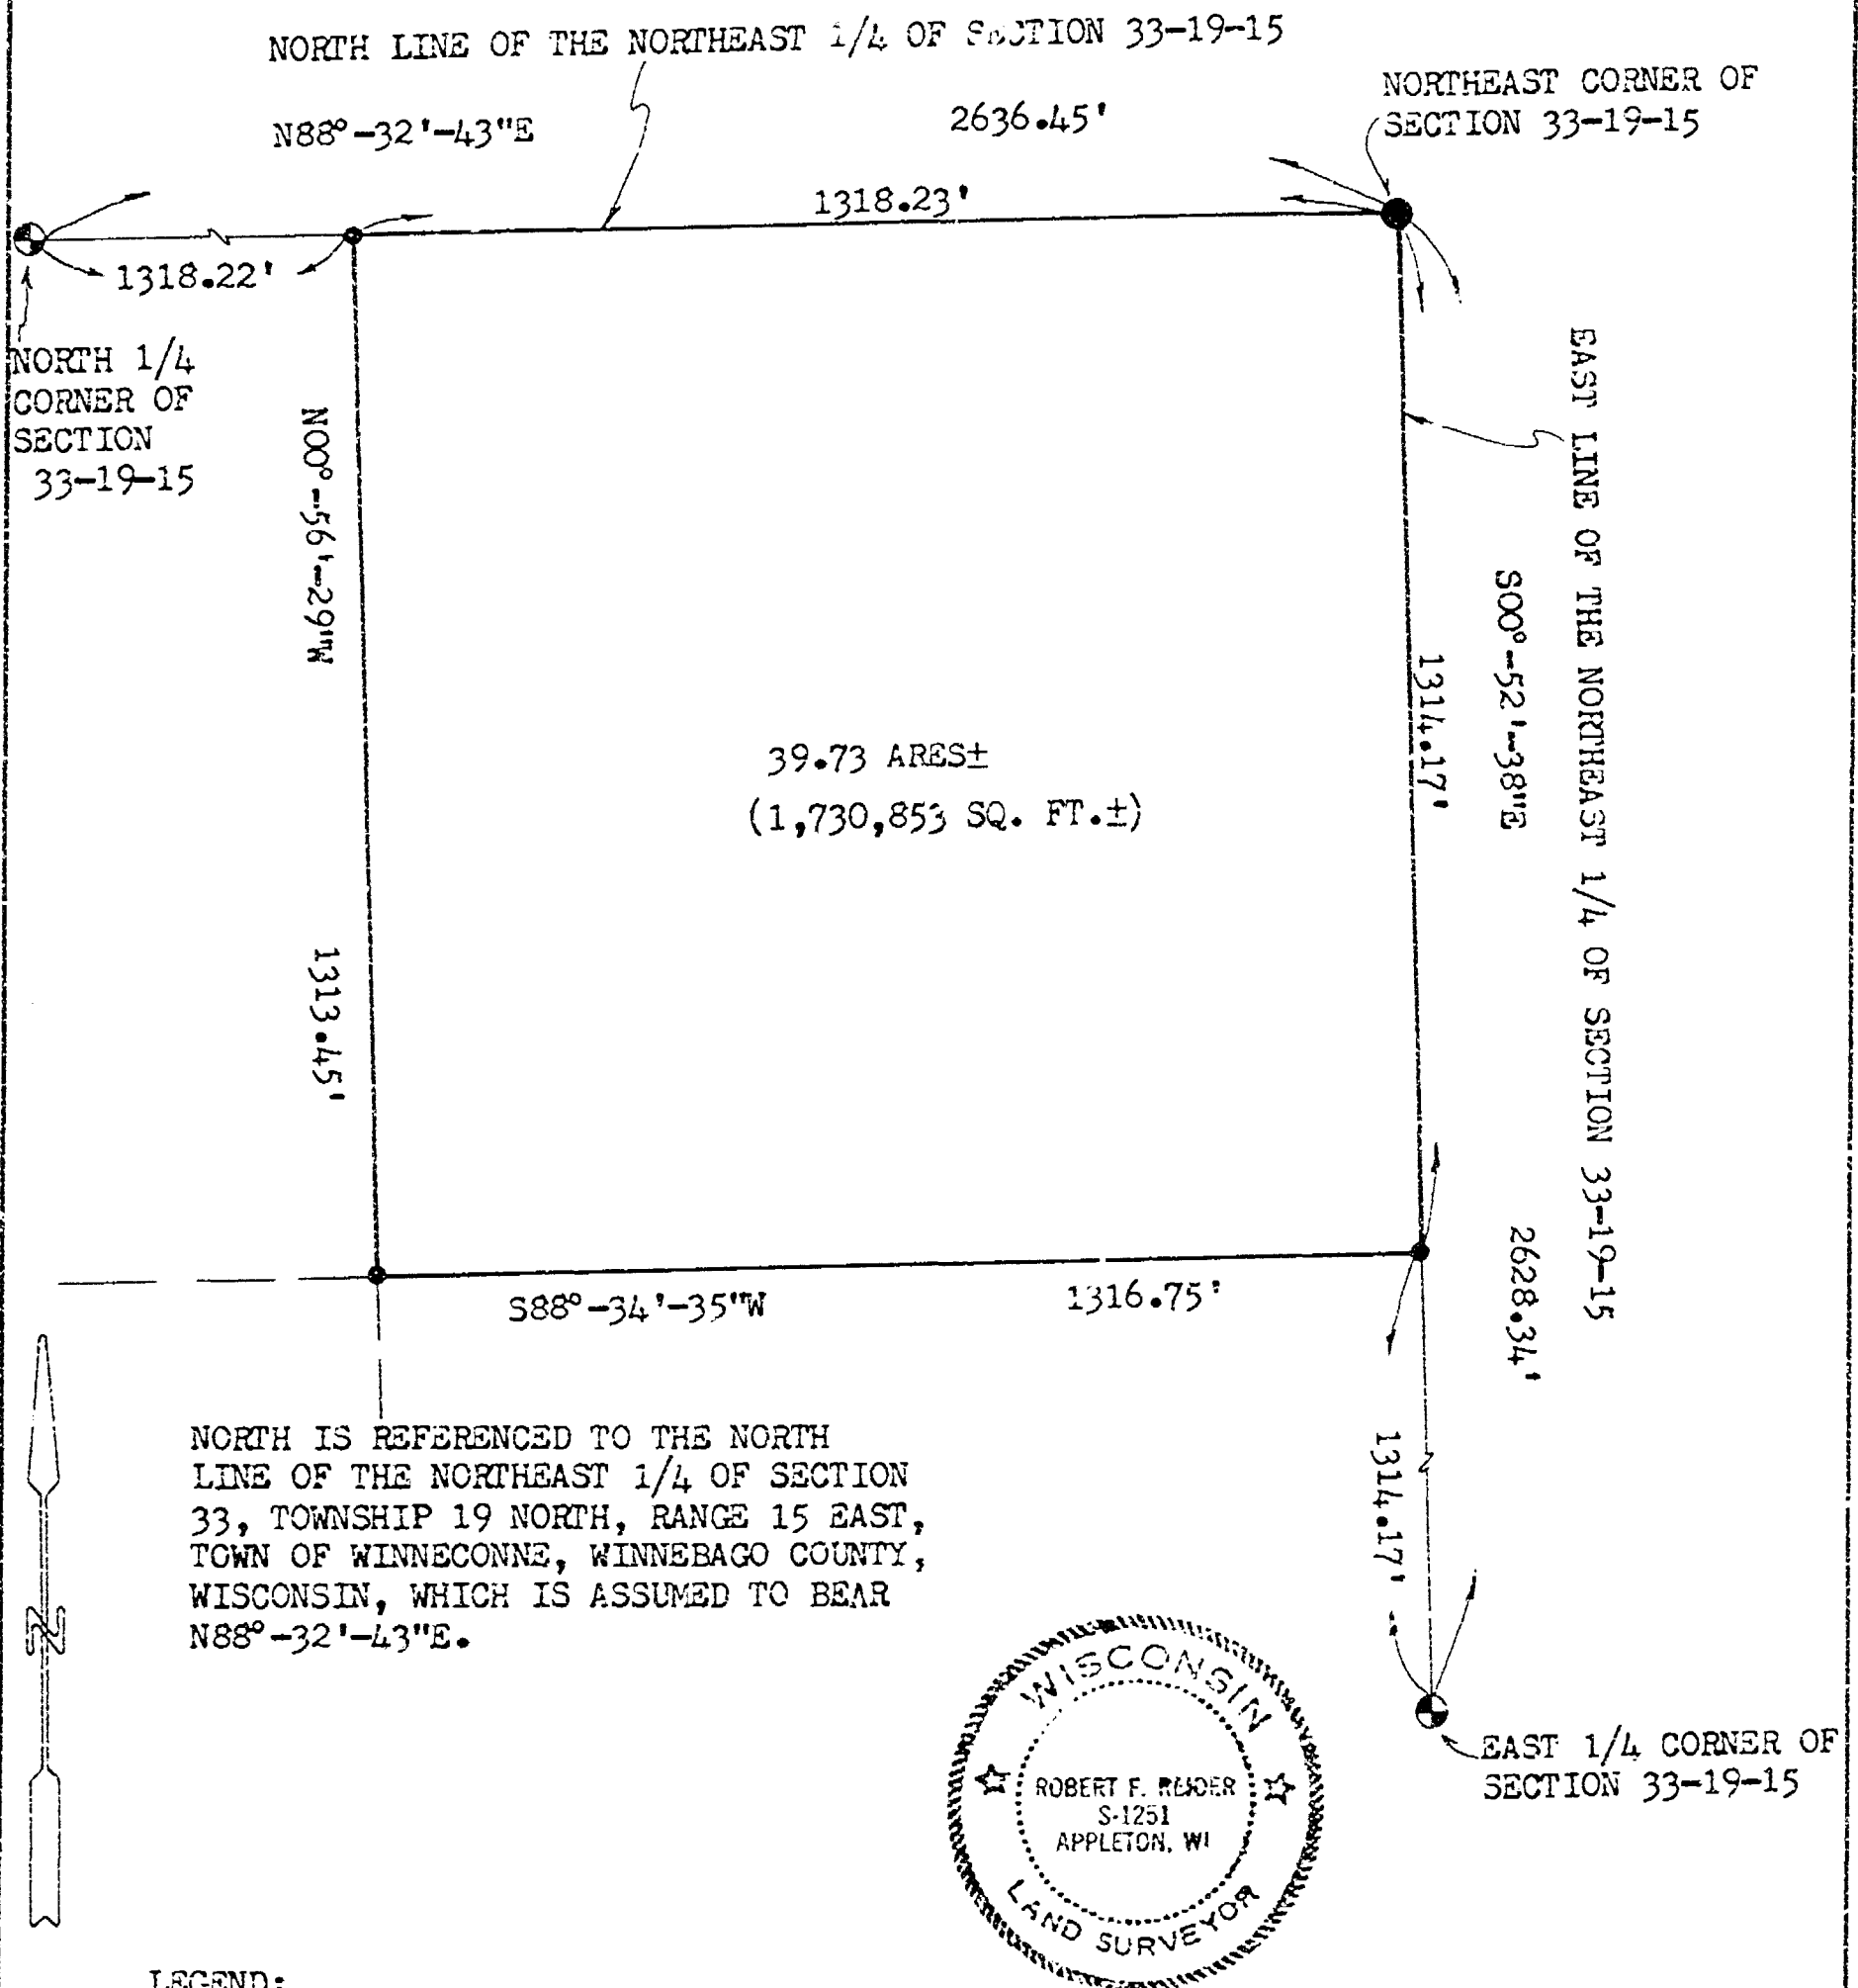 NORTH LINE OF THE NORTHEAST 1/4 OF SECTION 33-19-15
NORTHEAST CORNER OF
SECTION 33-19-15
N88°-32'-43"E
2636.45'
1318.23'
1318.22'
NORTH 1/4
CORNER OF
SECTION
33-19-15
N00°-56'-29"W
1313.45'
EAST LINE OF THE NORTHEAST 1/4 OF SECTION 33-19-15
S00°-52'-38"E
2628.34'
1314.17'
39.73 ARES±
(1,730,853 SQ. FT.±)
S88°-34'-35"W
1316.75'
1314.17'
NORTH IS REFERENCED TO THE NORTH
LINE OF THE NORTHEAST 1/4 OF SECTION
33, TOWNSHIP 19 NORTH, RANGE 15 EAST,
TOWN OF WINNECONNE, WINNEBAGO COUNTY,
WISCONSIN, WHICH IS ASSUMED TO BEAR
N88°-32'-43"E.
N
WISCONSIN
ROBERT F. REIDER
S-1251
APPLETON, WI
LAND SURVEYOR
EAST 1/4 CORNER OF
SECTION 33-19-15
LEGEND: